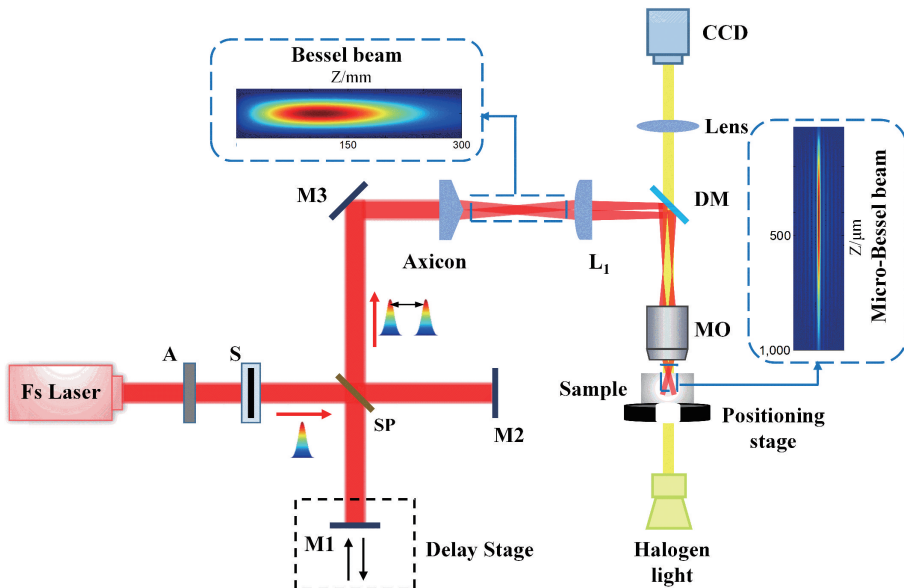 Bessel beam
Z/mm
150
300
CCD
Lens
DM
M3
Axicon
L1
500
1,000
Z/μm
Micro-Bessel beam
MO
A
S
Fs Laser
SP
M2
Sample
Positioning
stage
M1
Delay Stage
Halogen
light